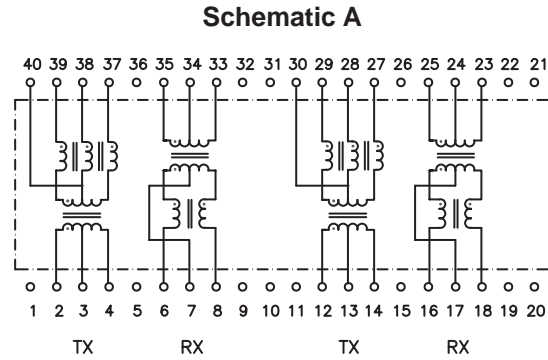 Schematic A
40 39 38 37 36 35 34 33 32 31 30 29 28 27 26 25 24 23 22 21
1 2 3 4 5 6 7 8 9 10 11 12 13 14 15 16 17 18 19 20
TX RX TX RX